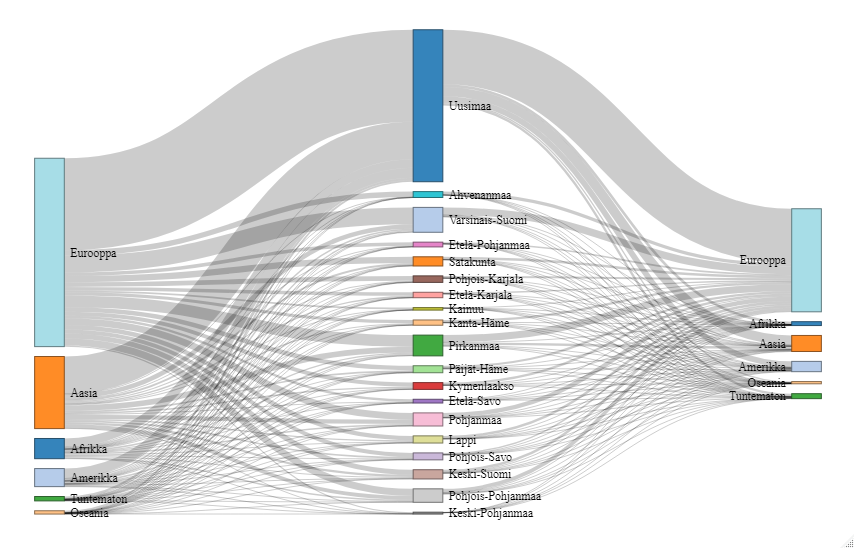 Eurooppa
Aasia
Afrikka
Amerikka
Tuntematon
Oseania
Uusimaa
Ahvenanmaa
Varsinais-Suomi
Etelä-Pohjanmaa
Satakunta
Pohjois-Karjala
Etelä-Karjala
Kainuu
Kanta-Häme
Pirkanmaa
Päijät-Häme
Kymenlaakso
Etelä-Savo
Pohjanmaa
Lappi
Pohjois-Savo
Keski-Suomi
Pohjois-Pohjanmaa
Keski-Pohjanmaa
Eurooppa
Afrikka
Aasia
Amerikka
Oseania
Tuntematon